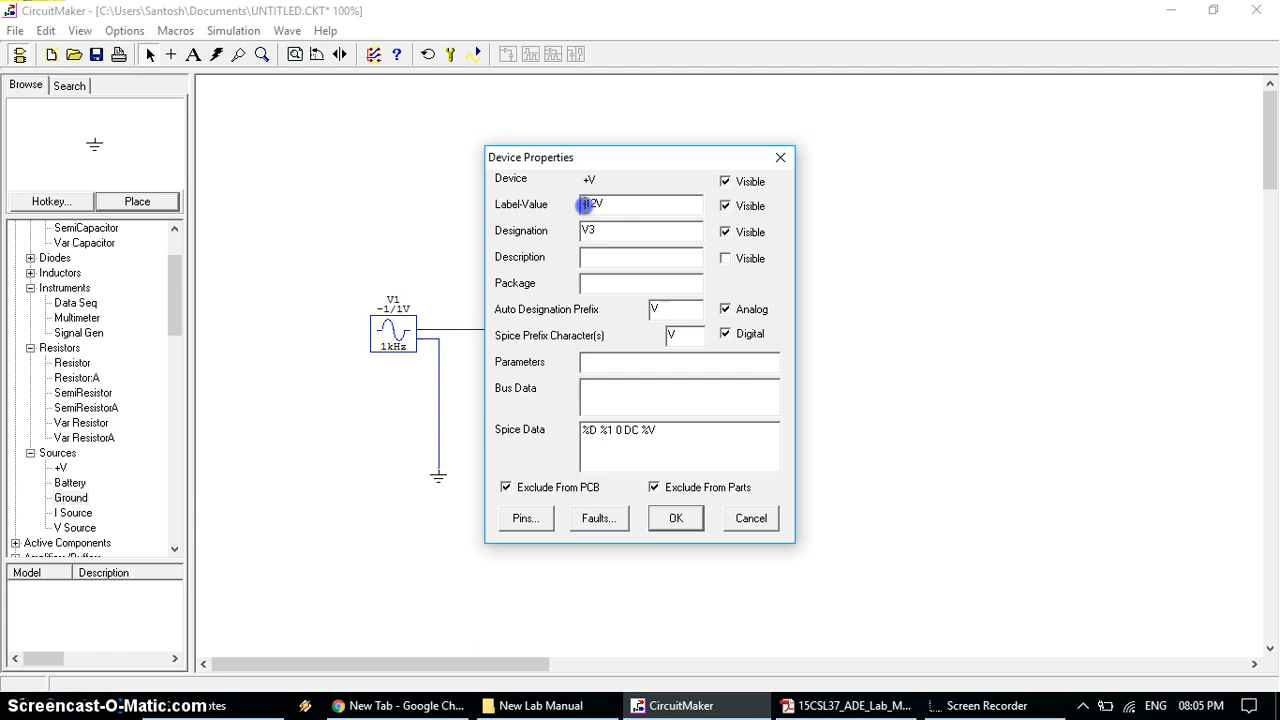 CircuitMaker - [C:\Users\Santosh\Documents\UNTITLED.CKT* 100%]
File Edit View Options Macros Simulation Wave Help
Browse Search
Hotkey... Place
SemiCapacitor
Var Capacitor
Diodes
Inductors
Instruments
Data Seq
Multimeter
Signal Gen
Resistors
Resistor
Resistor:A
SemiResistor
SemiResistorA
Var Resistor
Var ResistorA
Sources
+V
Battery
Ground
I Source
V Source
Active Components
Model Description
V1
-1/1V
1kHz
Device Properties
Device +V Visible
Label-Value Visible
Designation V3 Visible
Description Visible
Package
Auto Designation Prefix V Analog
Spice Prefix Character(s) V Digital
Parameters
Bus Data
Spice Data %D %1 0 DC %V
Exclude From PCB Exclude From Parts
Pins... Faults... OK Cancel
Screencast-O-Matic.com
New Tab - Google Ch...
New Lab Manual
CircuitMaker
15CSL37_ADE_Lab_M...
Screen Recorder
ENG 08:05 PM